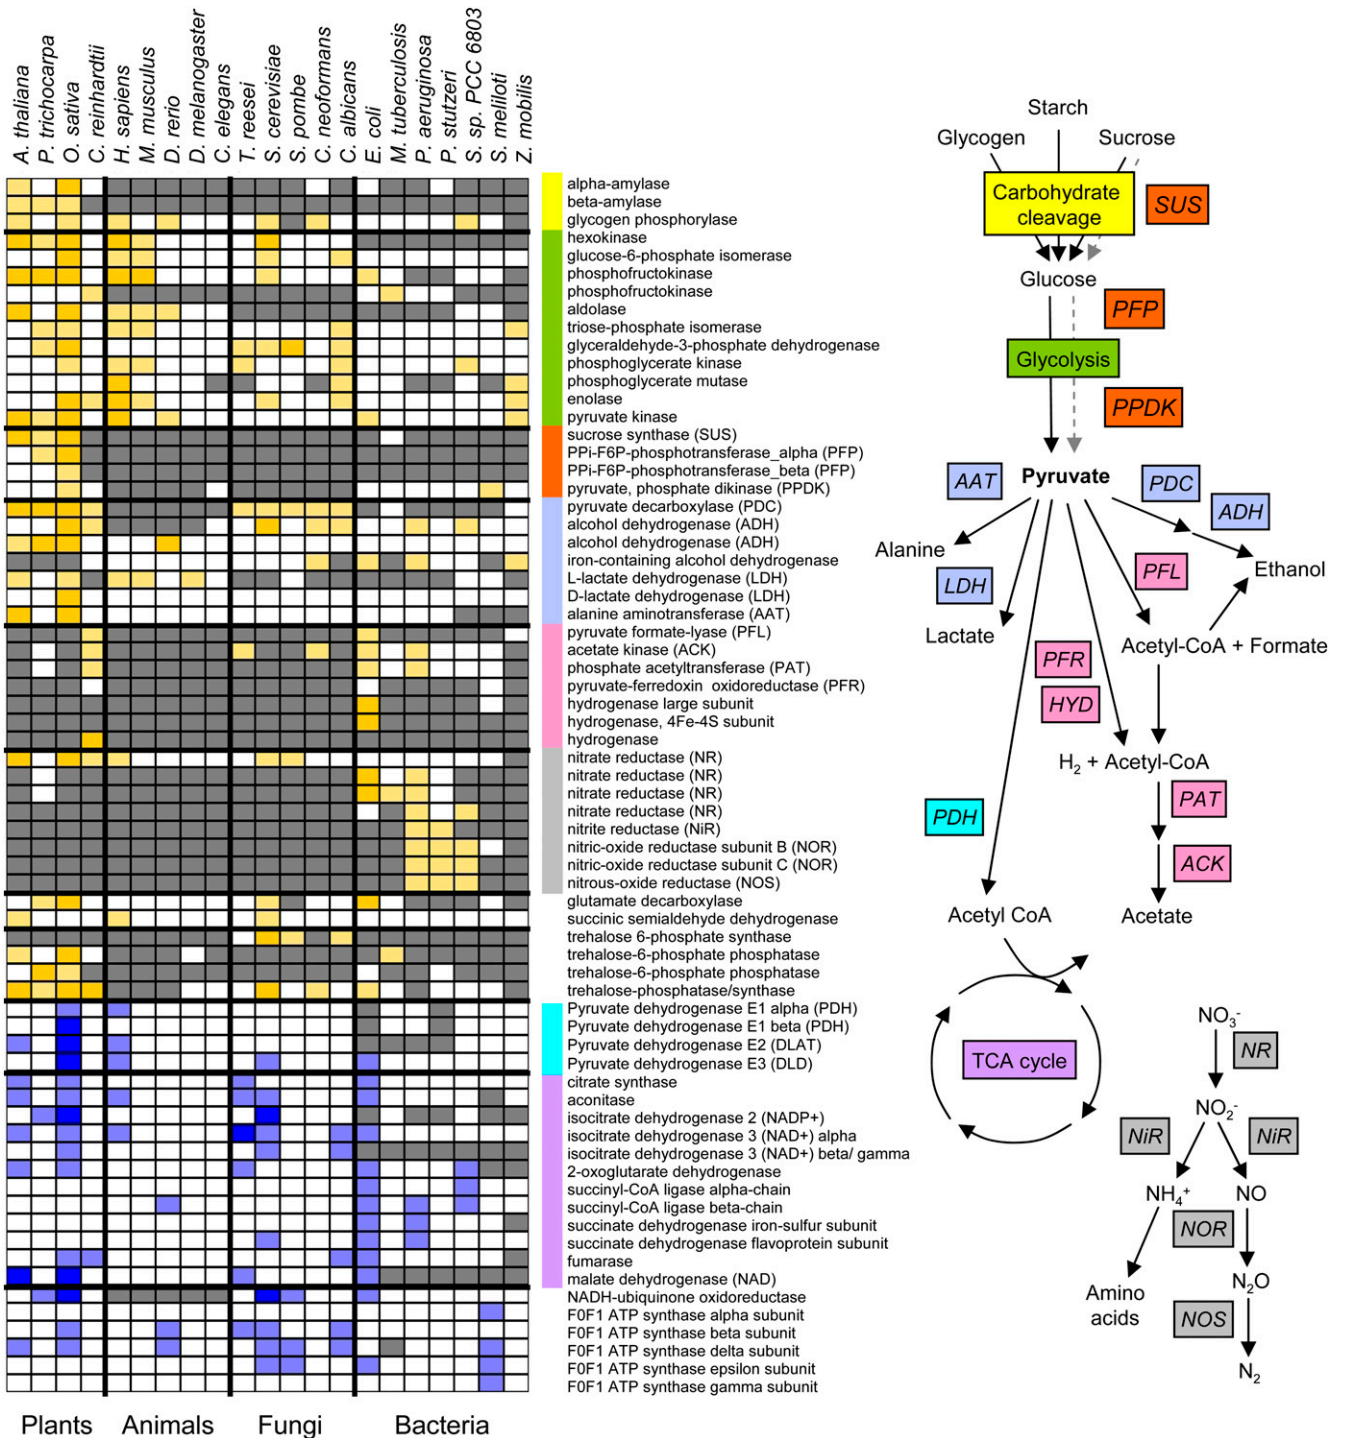 A. thaliana
P. trichocarpa
O. sativa
C. reinhardtii
H. sapiens
M. musculus
D. rerio
D. melanogaster
C. elegans
T. reesei
S. cerevisiae
S. pombe
C. neoformans
C. albicans
E. coli
M. tuberculosis
P. aeruginosa
P. stutzeri
S. sp. PCC 6803
S. meliloti
Z. mobilis
alpha-amylase
beta-amylase
glycogen phosphorylase
hexokinase
glucose-6-phosphate isomerase
phosphofructokinase
phosphofructokinase
aldolase
triose-phosphate isomerase
glyceraldehyde-3-phosphate dehydrogenase
phosphoglycerate kinase
phosphoglycerate mutase
enolase
pyruvate kinase
sucrose synthase (SUS)
PPi-F6P-phosphotransferase_alpha (PFP)
PPi-F6P-phosphotransferase_beta (PFP)
pyruvate, phosphate dikinase (PPDK)
pyruvate decarboxylase (PDC)
alcohol dehydrogenase (ADH)
alcohol dehydrogenase (ADH)
iron-containing alcohol dehydrogenase
L-lactate dehydrogenase (LDH)
D-lactate dehydrogenase (LDH)
alanine aminotransferase (AAT)
pyruvate formate-lyase (PFL)
acetate kinase (ACK)
phosphate acetyltransferase (PAT)
pyruvate-ferredoxin oxidoreductase (PFR)
hydrogenase large subunit
hydrogenase, 4Fe-4S subunit
hydrogenase
nitrate reductase (NR)
nitrate reductase (NR)
nitrate reductase (NR)
nitrate reductase (NR)
nitrite reductase (NiR)
nitric-oxide reductase subunit B (NOR)
nitric-oxide reductase subunit C (NOR)
nitrous-oxide reductase (NOS)
glutamate decarboxylase
succinic semialdehyde dehydrogenase
trehalose 6-phosphate synthase
trehalose-6-phosphate phosphatase
trehalose-6-phosphate phosphatase
trehalose-phosphatase/synthase
Pyruvate dehydrogenase E1 alpha (PDH)
Pyruvate dehydrogenase E1 beta (PDH)
Pyruvate dehydrogenase E2 (DLAT)
Pyruvate dehydrogenase E3 (DLD)
citrate synthase
aconitase
isocitrate dehydrogenase 2 (NADP+)
isocitrate dehydrogenase 3 (NAD+) alpha
isocitrate dehydrogenase 3 (NAD+) beta/ gamma
2-oxoglutarate dehydrogenase
succinyl-CoA ligase alpha-chain
succinyl-CoA ligase beta-chain
succinate dehydrogenase iron-sulfur subunit
succinate dehydrogenase flavoprotein subunit
fumarase
malate dehydrogenase (NAD)
NADH-ubiquinone oxidoreductase
F0F1 ATP synthase alpha subunit
F0F1 ATP synthase beta subunit
F0F1 ATP synthase delta subunit
F0F1 ATP synthase epsilon subunit
F0F1 ATP synthase gamma subunit
Plants
Animals
Fungi
Bacteria
Starch
Glycogen
Sucrose
Carbohydrate
cleavage
SUS
Glucose
PFP
Glycolysis
PPDK
AAT
Pyruvate
PDC
ADH
Alanine
PFL
Ethanol
LDH
Lactate
Acetyl-CoA + Formate
PFR
HYD
H₂ + Acetyl-CoA
PAT
PDH
ACK
Acetyl CoA
Acetate
TCA cycle
NO₃⁻
NR
NO₂⁻
NiR
NiR
NH₄⁺
NO
NOR
N₂O
Amino
acids
NOS
N₂